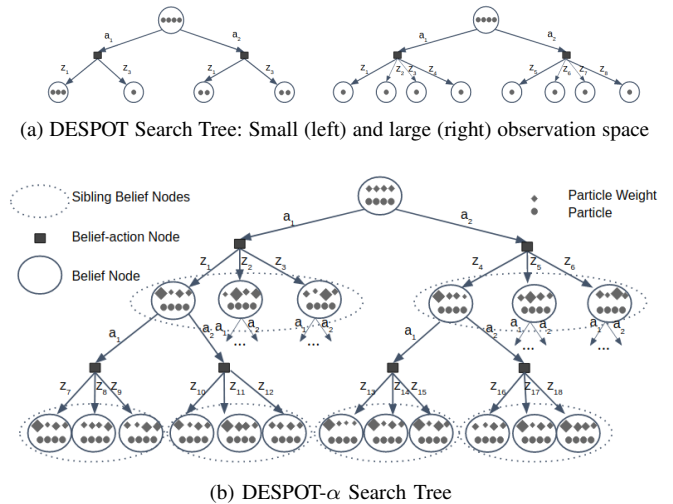 a₁ a₂ a₁ a₂
z₁ z₃ z₁ z₃ z₁ z₂ z₃ z₄ z₅ z₆ z₇ z₈
(a) DESPOT Search Tree: Small (left) and large (right) observation space
Sibling Belief Nodes
Belief-action Node
Belief Node
Particle Weight
Particle
a₁ a₂
z₁ z₂ z₃ z₄ z₅ z₆
a₁ a₂ a₁ a₂ a₁ a₂ a₁ a₂ a₁ a₂ a₁ a₂
... ... ... ...
z₇ z₈ z₉ z₁₀ z₁₁ z₁₂ z₁₃ z₁₄ z₁₅ z₁₆ z₁₇ z₁₈
(b) DESPOT-α Search Tree